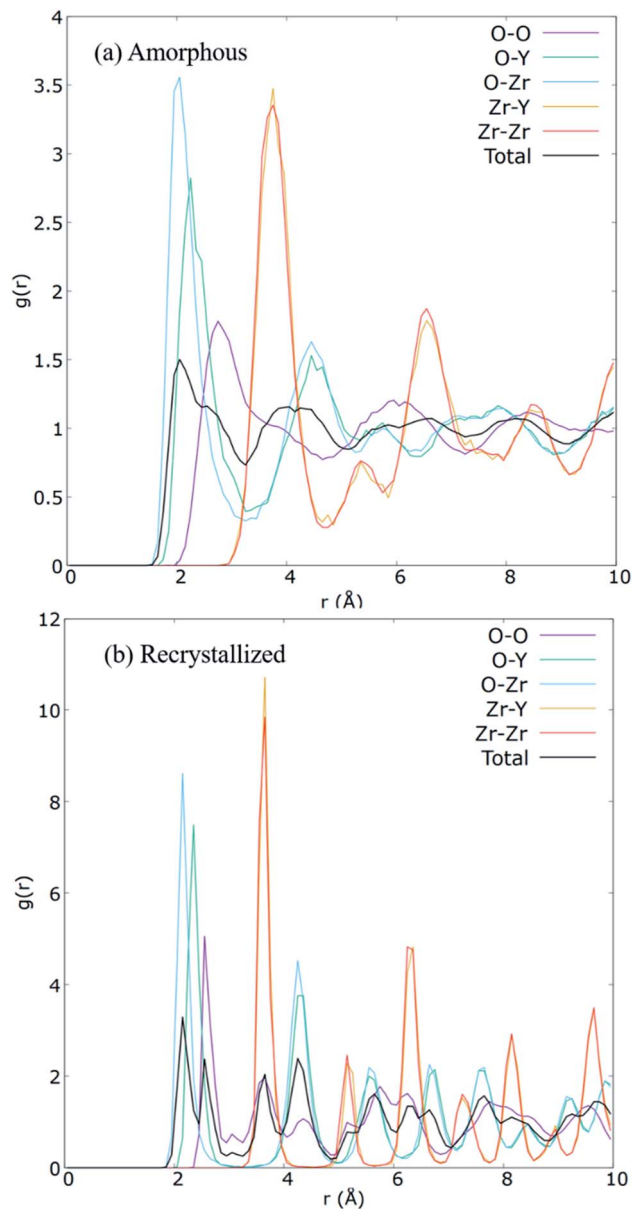 (a) Amorphous
O-O
O-Y
O-Zr
Zr-Y
Zr-Zr
Total
4
3.5
3
2.5
2
1.5
1
0.5
0
g(r)
0 2 4 6 8 10
r (Å)
(b) Recrystallized
O-O
O-Y
O-Zr
Zr-Y
Zr-Zr
Total
12
10
8
6
4
2
0
g(r)
0 2 4 6 8 10
r (Å)